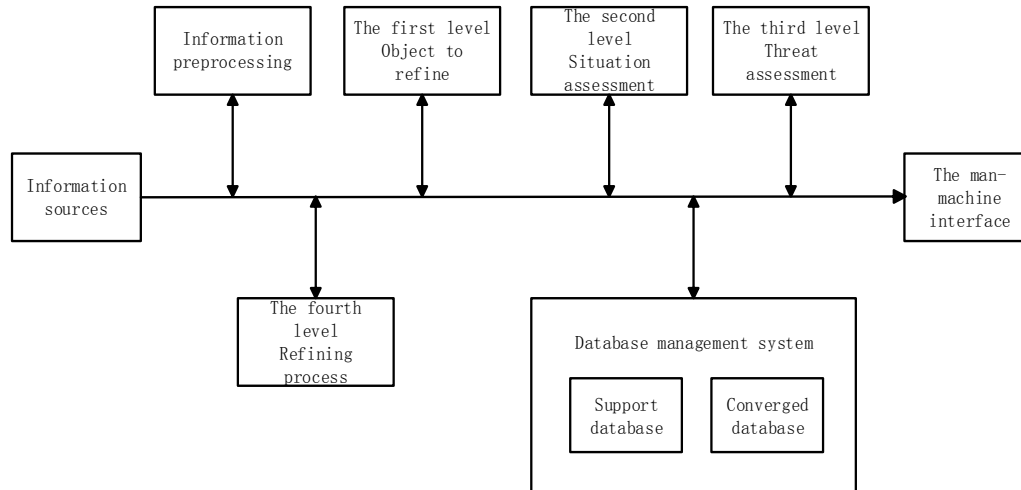 Information
preprocessing
The first level
Object to
refine
The second
level
Situation
assessment
The third level
Threat
assessment
Information
sources
The man-
machine
interface
The fourth
level
Refining
process
Database management system
Support
database
Converged
database